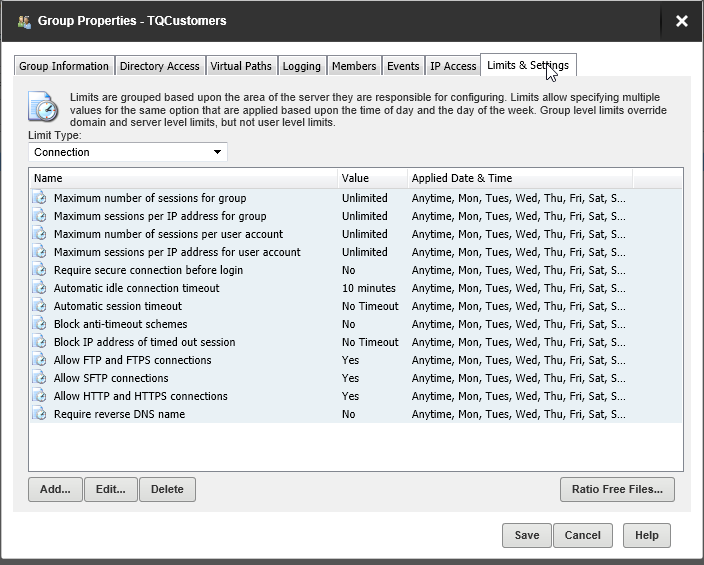 Group Properties - TQCustomers
Group Information Directory Access Virtual Paths Logging Members Events IP Access Limits & Settings
Limits are grouped based upon the area of the server they are responsible for configuring. Limits allow specifying multiple
values for the same option that are applied based upon the time of day and the day of the week. Group level limits override
domain and server level limits, but not user level limits.
Limit Type:
Connection
Name Value Applied Date & Time
Maximum number of sessions for group Unlimited Anytime, Mon, Tues, Wed, Thu, Fri, Sat, S...
Maximum sessions per IP address for group Unlimited Anytime, Mon, Tues, Wed, Thu, Fri, Sat, S...
Maximum number of sessions per user account Unlimited Anytime, Mon, Tues, Wed, Thu, Fri, Sat, S...
Maximum sessions per IP address for user account Unlimited Anytime, Mon, Tues, Wed, Thu, Fri, Sat, S...
Require secure connection before login No Anytime, Mon, Tues, Wed, Thu, Fri, Sat, S...
Automatic idle connection timeout 10 minutes Anytime, Mon, Tues, Wed, Thu, Fri, Sat, S...
Automatic session timeout No Timeout Anytime, Mon, Tues, Wed, Thu, Fri, Sat, S...
Block anti-timeout schemes No Anytime, Mon, Tues, Wed, Thu, Fri, Sat, S...
Block IP address of timed out session No Timeout Anytime, Mon, Tues, Wed, Thu, Fri, Sat, S...
Allow FTP and FTPS connections Yes Anytime, Mon, Tues, Wed, Thu, Fri, Sat, S...
Allow SFTP connections Yes Anytime, Mon, Tues, Wed, Thu, Fri, Sat, S...
Allow HTTP and HTTPS connections Yes Anytime, Mon, Tues, Wed, Thu, Fri, Sat, S...
Require reverse DNS name No Anytime, Mon, Tues, Wed, Thu, Fri, Sat, S...
Add... Edit... Delete Ratio Free Files...
Save Cancel Help